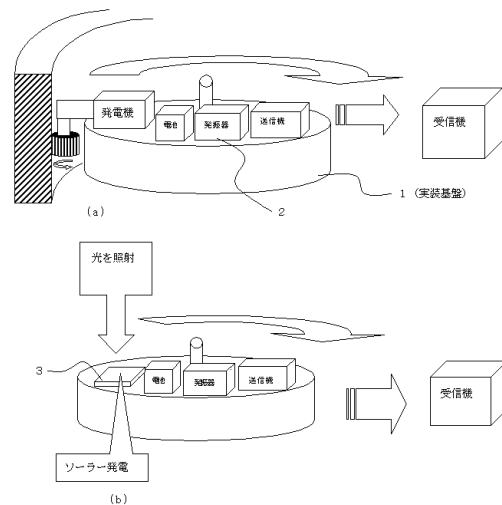 発電機
電池
発振器
送信機
受信機
1 (実装基盤)
2
(a)
光を照射
3
電池
発振器
送信機
受信機
ソーラー発電
(b)